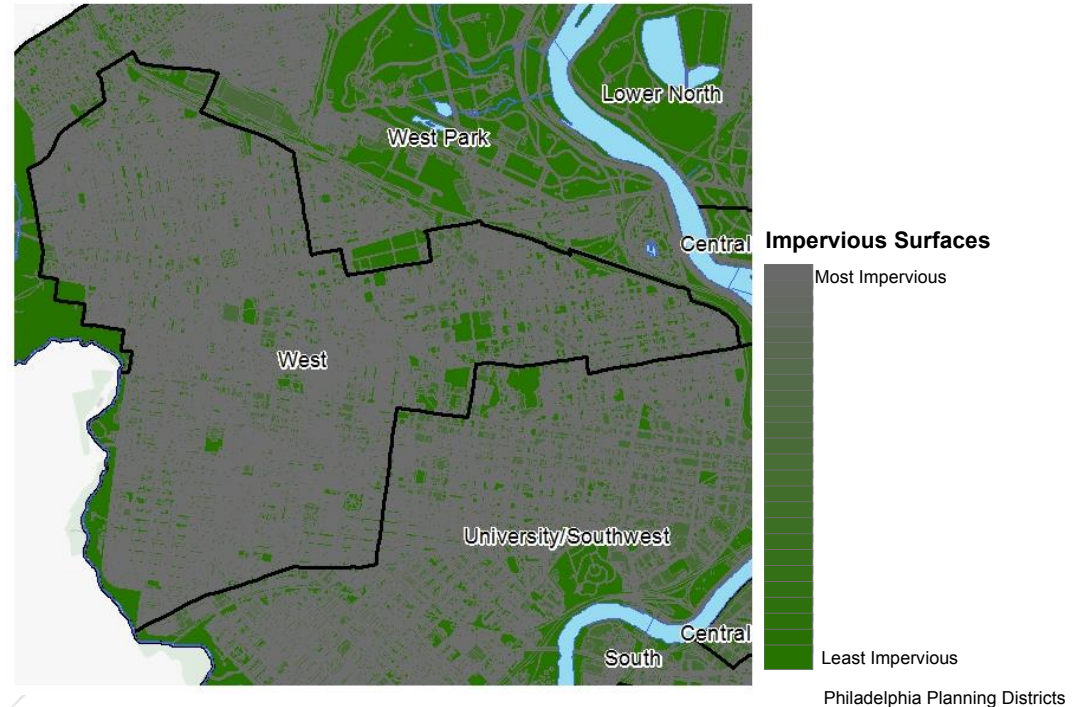 Lower North
West Park
Central
Impervious Surfaces
Most Impervious
West
University/Southwest
Central
South
Least Impervious
Philadelphia Planning Districts